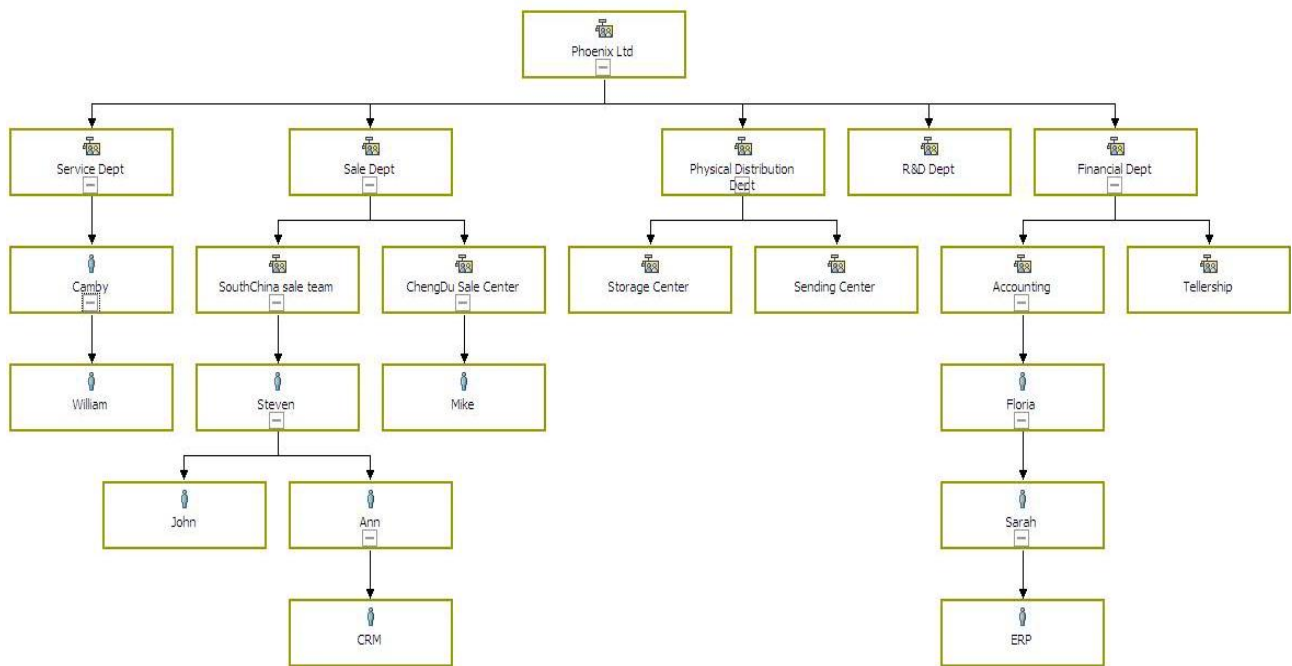 Phoenix Ltd
Service Dept
Sale Dept
Physical Distribution
Dept
R&D Dept
Financial Dept
Camby
SouthChina sale team
ChengDu Sale Center
Storage Center
Sending Center
Accounting
Tellership
William
Steven
Mike
Floria
John
Ann
Sarah
CRM
ERP